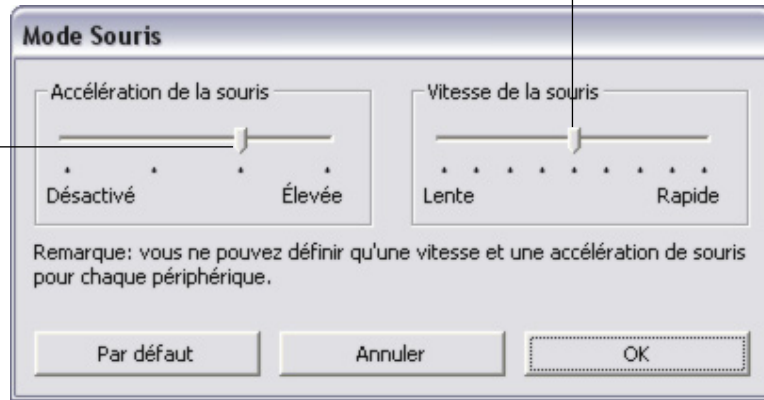 Mode Souris
Accélération de la souris
Désactivé Élevée
Vitesse de la souris
Lente Rapide
Remarque: vous ne pouvez définir qu'une vitesse et une accélération de souris
pour chaque périphérique.
Par défaut Annuler OK